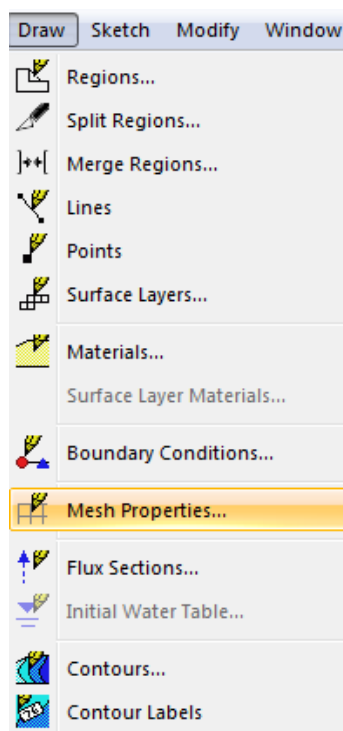 Draw Sketch Modify Window
Regions...
Split Regions...
Merge Regions...
Lines
Points
Surface Layers...
Materials...
Surface Layer Materials...
Boundary Conditions...
Mesh Properties...
Flux Sections...
Initial Water Table...
Contours...
Contour Labels